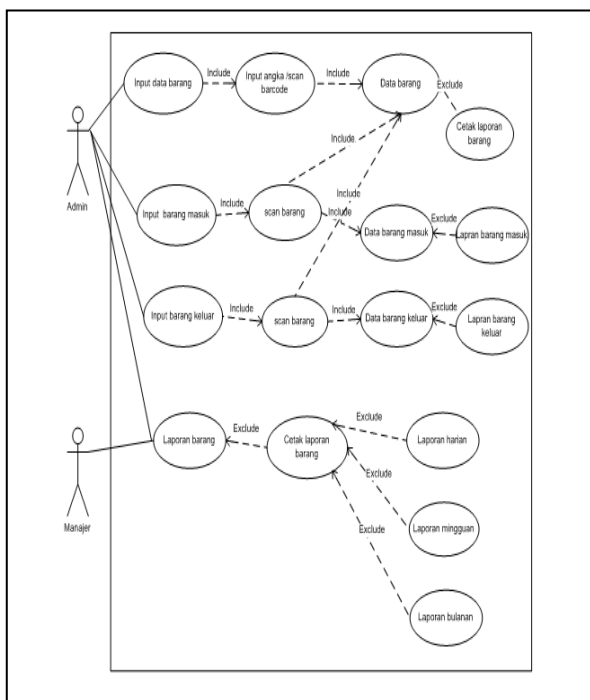 Input data barang
Include
Input angka /scan
barcode
Include
Data barang
Exclude
Cetak laporan
barang
Admin
Include
Include
Input barang masuk
Include
scan barang
Include
Data barang masuk
Exclude
Lapran barang masuk
Input barang keluar
Include
scan barang
Include
Data barang keluar
Exclude
Lapran barang
keluar
Manajer
Laporan barang
Exclude
Cetak laporan
barang
Exclude
Laporan harian
Exclude
Laporan mingguan
Exclude
Laporan bulanan